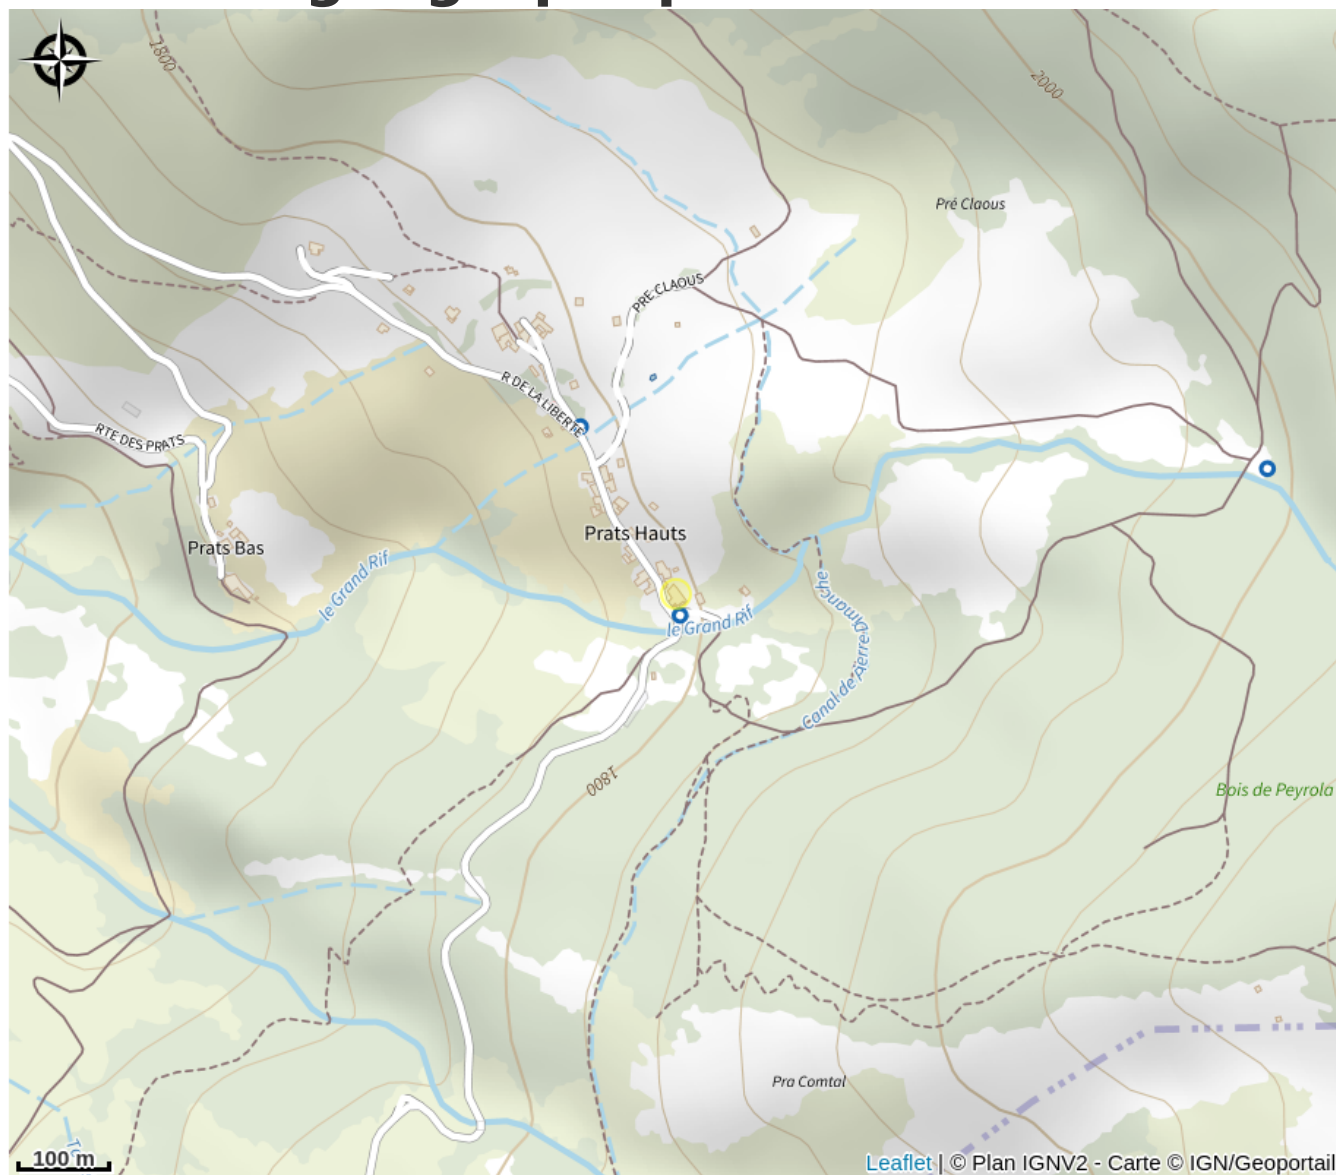 1800
2000
Pré Claous
PRE CLAOUS
R DE LA LIBERTE
RTE DES PRATS
Prats Hauts
Prats Bas
le Grand Rif
le Grand Rif
Canal de Pierre Dimanche
1800
Bois de Peyrola
Pra Comtal
100 m
Leaflet | © Plan IGNV2 - Carte © IGN/Geoportail